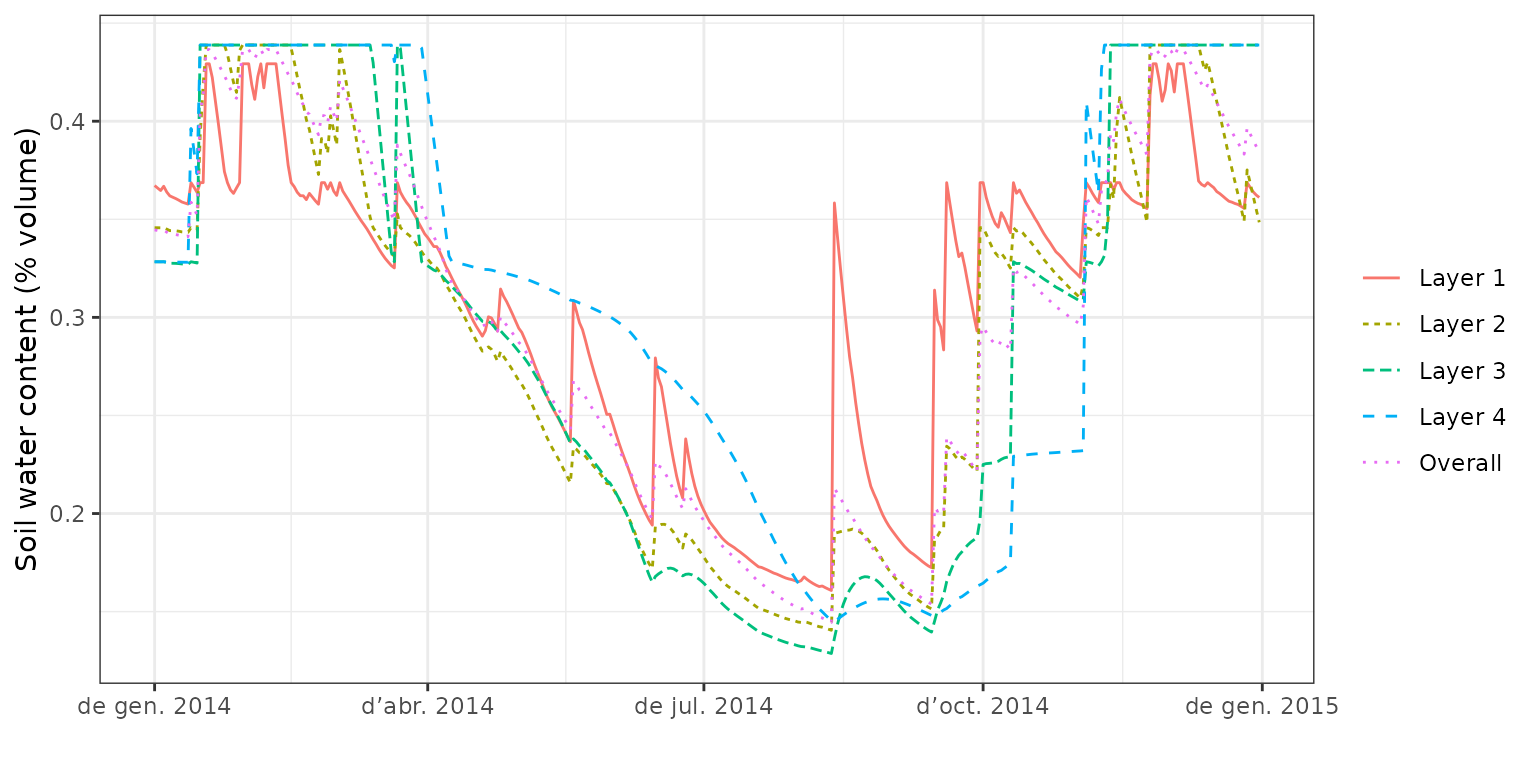 Soil water content (% volume)
0.4
0.3
0.2
de gen. 2014
d’abr. 2014
de jul. 2014
d’oct. 2014
de gen. 2015
Layer 1
Layer 2
Layer 3
Layer 4
Overall